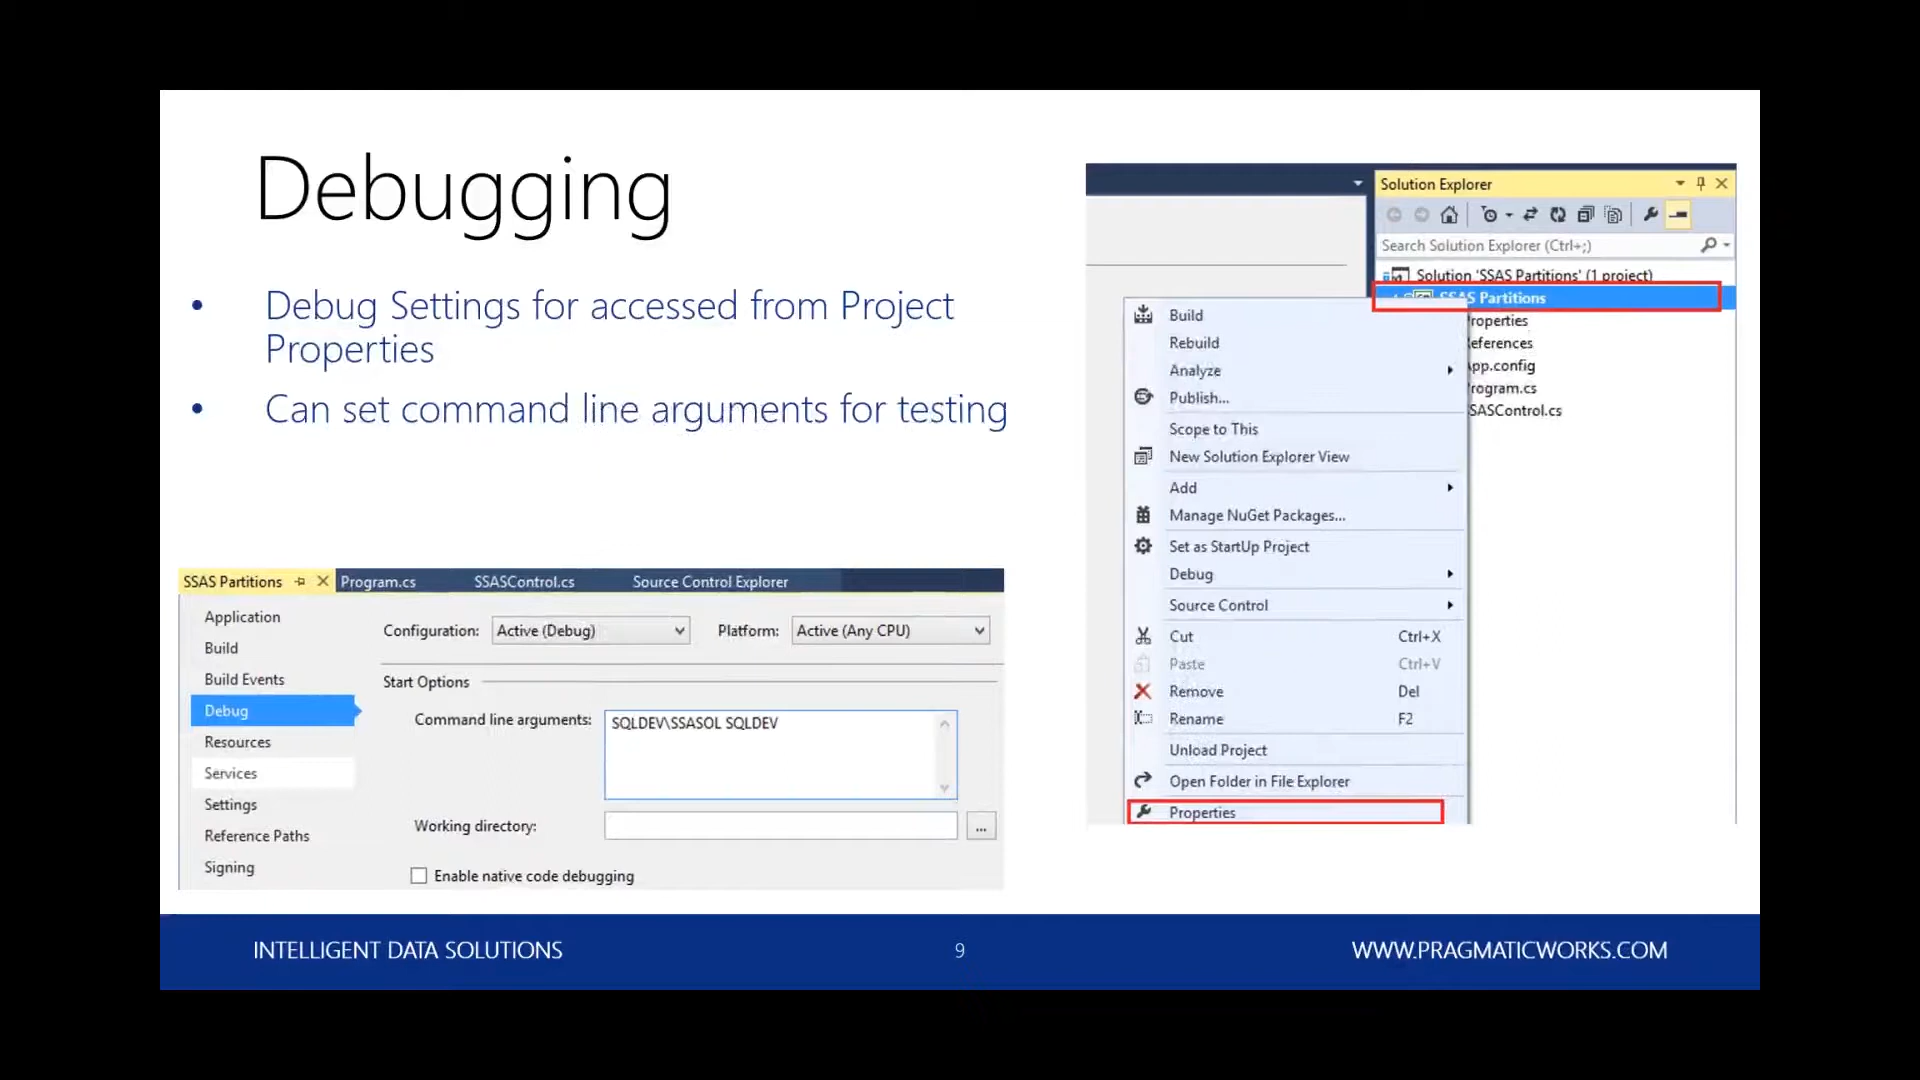 Debugging
• Debug Settings for accessed from Project
Properties
• Can set command line arguments for testing
SSAS Partitions
Program.cs
SSASControl.cs
Source Control Explorer
Application
Build
Build Events
Debug
Resources
Services
Settings
Reference Paths
Signing
Configuration: Active (Debug)
Platform: Active (Any CPU)
Start Options
Command line arguments: SQLDEV\SSASOL SQLDEV
Working directory:
...
Enable native code debugging
Solution Explorer
Search Solution Explorer (Ctrl+;)
Solution 'SSAS Partitions' (1 project)
SSAS Partitions
roperties
eferences
pp.config
rogram.cs
SASControl.cs
Build
Rebuild
Analyze
Publish...
Scope to This
New Solution Explorer View
Add
Manage NuGet Packages...
Set as StartUp Project
Debug
Source Control
Cut Ctrl+X
Paste Ctrl+V
Remove Del
Rename F2
Unload Project
Open Folder in File Explorer
Properties
INTELLIGENT DATA SOLUTIONS
9
WWW.PRAGMATICWORKS.COM